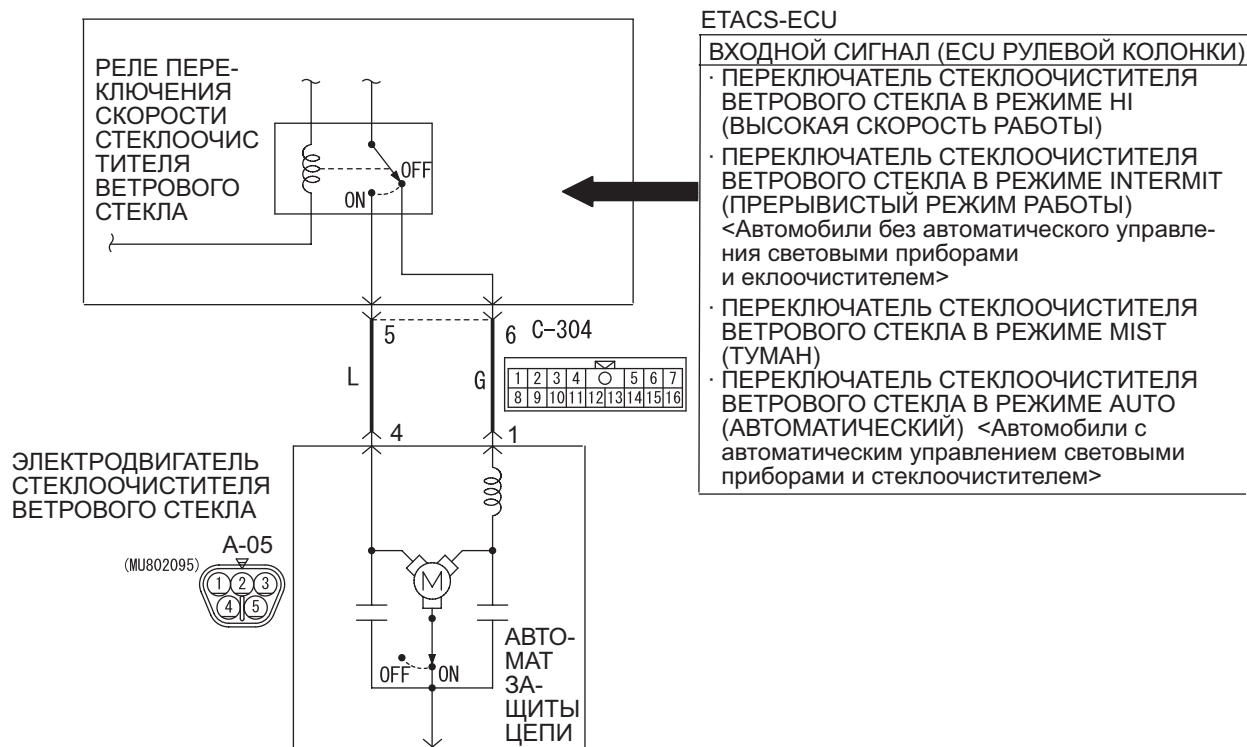 ETACS-ECU
ВХОДНОЙ СИГНАЛ (ECU РУЛЕВОЙ КОЛОНКИ)
· ПЕРЕКЛЮЧАТЕЛЬ СТЕКЛООЧИСТИТЕЛЯ
ВЕТРОВОГО СТЕКЛА В РЕЖИМЕ HI
(ВЫСОКАЯ СКОРОСТЬ РАБОТЫ)
· ПЕРЕКЛЮЧАТЕЛЬ СТЕКЛООЧИСТИТЕЛЯ
ВЕТРОВОГО СТЕКЛА В РЕЖИМЕ INTERMIT
(ПРЕРЫВИСТЫЙ РЕЖИМ РАБОТЫ)
<Автомобили без автоматического управле-
ния световыми приборами
и еклоочистителем>
· ПЕРЕКЛЮЧАТЕЛЬ СТЕКЛООЧИСТИТЕЛЯ
ВЕТРОВОГО СТЕКЛА В РЕЖИМЕ MIST
(ТУМАН)
· ПЕРЕКЛЮЧАТЕЛЬ СТЕКЛООЧИСТИТЕЛЯ
ВЕТРОВОГО СТЕКЛА В РЕЖИМЕ AUTO
(АВТОМАТИЧЕСКИЙ) <Автомобили с
автоматическим управлением световыми
приборами и стеклоочистителем>
РЕЛЕ ПЕРЕ-
КЛЮЧЕНИЯ
СКОРОСТИ
СТЕКЛООЧИС
ТИТЕЛЯ
ВЕТРОВОГО
СТЕКЛА
OFF
ON
5
6 C-304
L
G
1 2 3 4 5 6 7
8 9 10 11 12 13 14 15 16
4
1
ЭЛЕКТРОДВИГАТЕЛЬ
СТЕКЛООЧИСТИТЕЛЯ
ВЕТРОВОГО СТЕКЛА
A-05
(MU802095)
1 2 3
4 5
M
OFF ON
АВТО-
МАТ
ЗА-
ЩИТЫ
ЦЕПИ